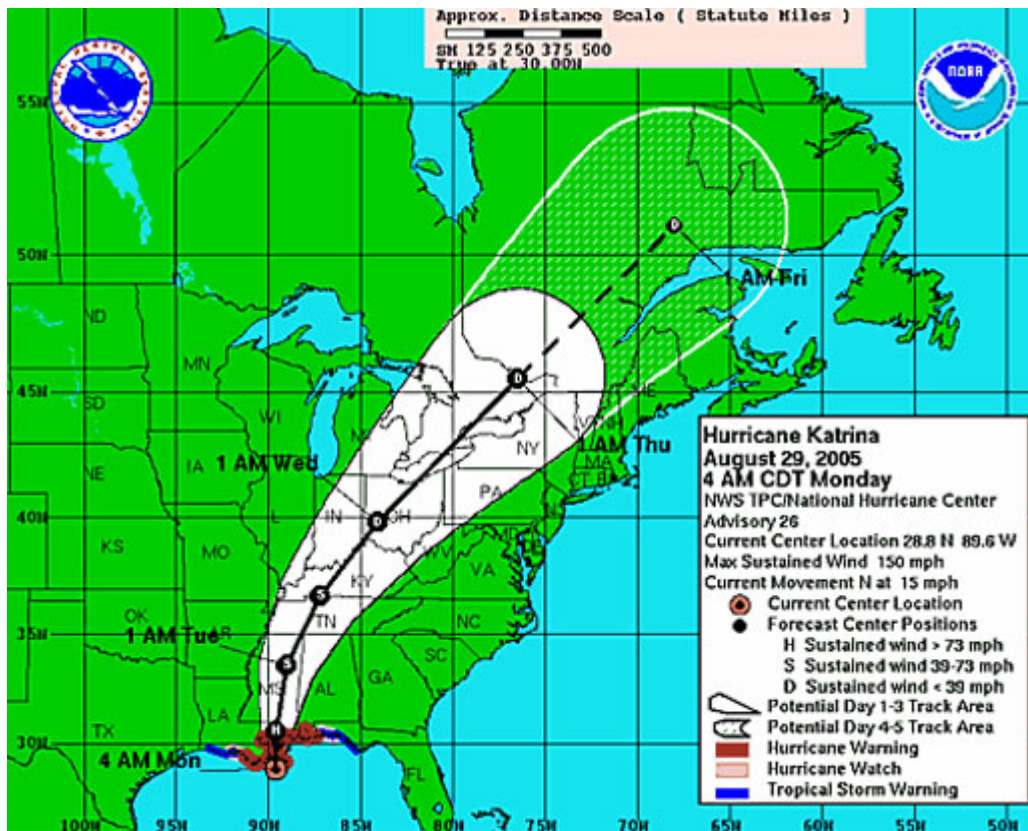 Approx. Distance Scale ( Statute Miles )
SM 125 250 375 500
True at 30.00N
NOAA
55N
50N
45N
40N
35N
30N
1 AM Fri
1 AM Thu
1 AM Wed
1 AM Tue
4 AM Mon
ND
MN
SD
WI
ME
NH
NE
IA
NY
MA
CT
PA
IN
OH
KS
MO
WV
MD
KY
VA
OK
AR
TN
NC
SC
MS
AL
GA
TX
LA
FL
Hurricane Katrina
August 29, 2005
4 AM CDT Monday
NWS TPC/National Hurricane Center
Advisory 26
Current Center Location 28.8 N 89.6 W
Max Sustained Wind 150 mph
Current Movement N at 15 mph
Current Center Location
Forecast Center Positions
H Sustained wind > 73 mph
S Sustained wind 39-73 mph
D Sustained wind < 39 mph
Potential Day 1-3 Track Area
Potential Day 4-5 Track Area
Hurricane Warning
Hurricane Watch
Tropical Storm Warning
100W 95W 90W 85W 80W 75W 70W 65W 60W 55W 50W